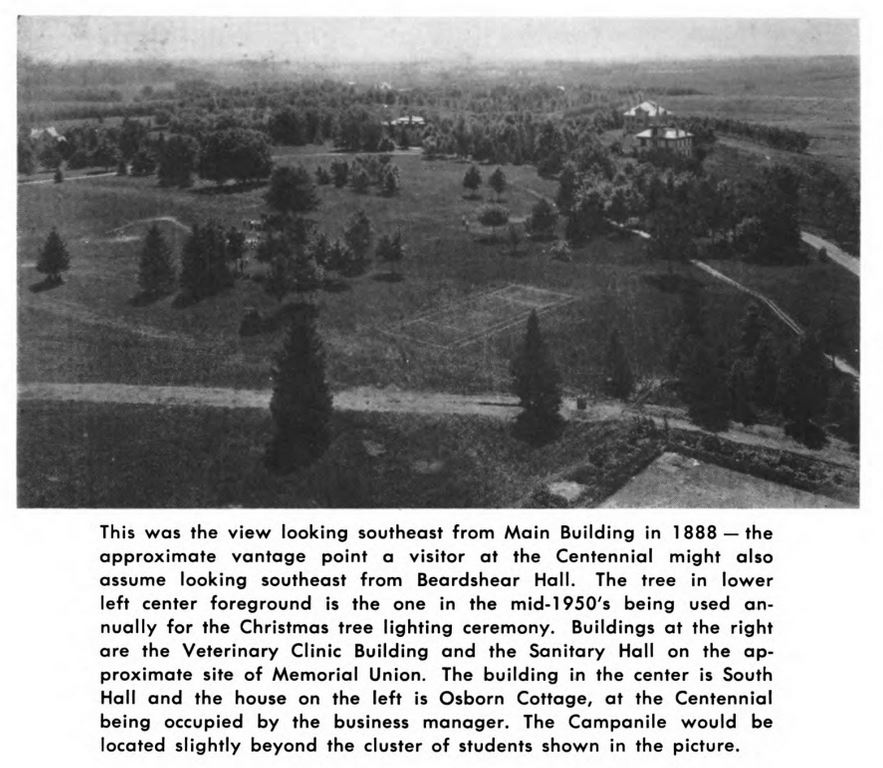 This was the view looking southeast from Main Building in 1888 — the
approximate vantage point a visitor at the Centennial might also
assume looking southeast from Beardshear Hall. The tree in lower
left center foreground is the one in the mid-1950's being used an-
nually for the Christmas tree lighting ceremony. Buildings at the right
are the Veterinary Clinic Building and the Sanitary Hall on the ap-
proximate site of Memorial Union. The building in the center is South
Hall and the house on the left is Osborn Cottage, at the Centennial
being occupied by the business manager. The Campanile would be
located slightly beyond the cluster of students shown in the picture.